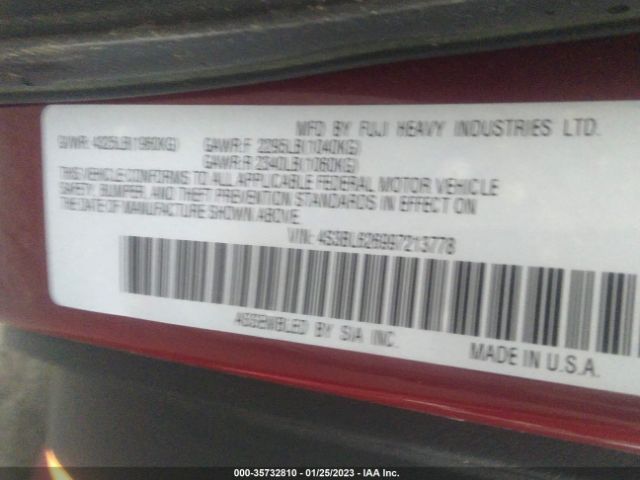 MFD BY FUJI HEAVY INDUSTRIES LTD.
GVWR: 4325LB(1960KG) GAWR:F 2295LB(1040KG)
GAWR:R 2340LB(1060KG)
THIS VEHICLE CONFORMS TO ALL APPLICABLE FEDERAL MOTOR VEHICLE
SAFETY, BUMPER, AND THEFT PREVENTION STANDARDS IN EFFECT ON
THE DATE OF MANUFACTURE SHOWN ABOVE.
VIN: 4S3BL626997213778
ASSEMBLED BY SIA INC.
MADE IN U.S.A.
000-35732810 - 01/25/2023 - IAA Inc.